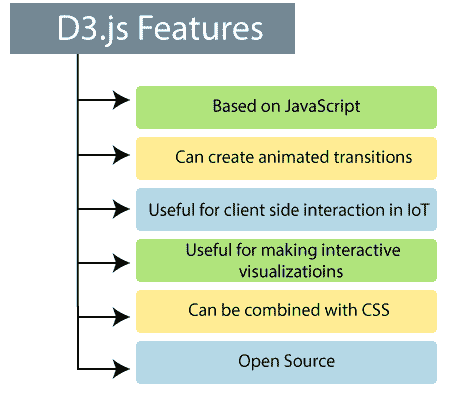 D3.js Features
Based on JavaScript
Can create animated transitions
Useful for client side interaction in IoT
Useful for making interactive
visualizatioins
Can be combined with CSS
Open Source